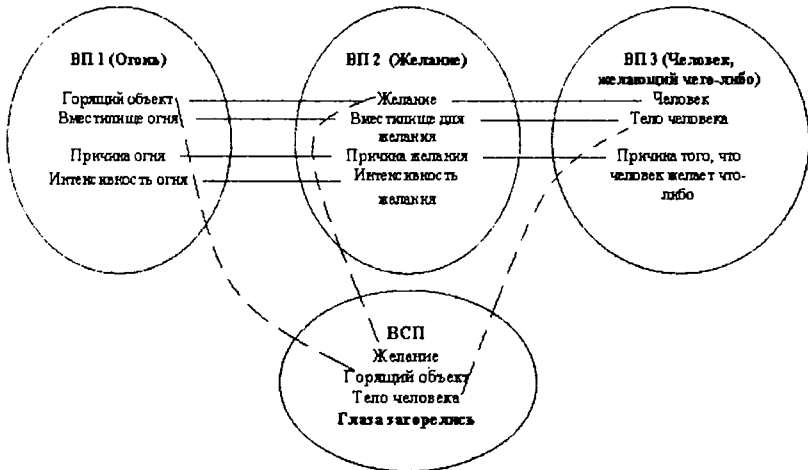 ВП 1 (Огонь)
Горящий объект
Вместилище огня
Причина огня
Интенсивность огня
ВП 2 (Желание)
Желание
Вместилище для
желания
Причина желания
Интенсивность
желания
ВП 3 (Человек,
желающий чего-либо)
Человек
Тело человека
Причина того, что
человек желает что-
либо
ВСП
Желание
Горящий объект
Тело человека
Глаза загорелись